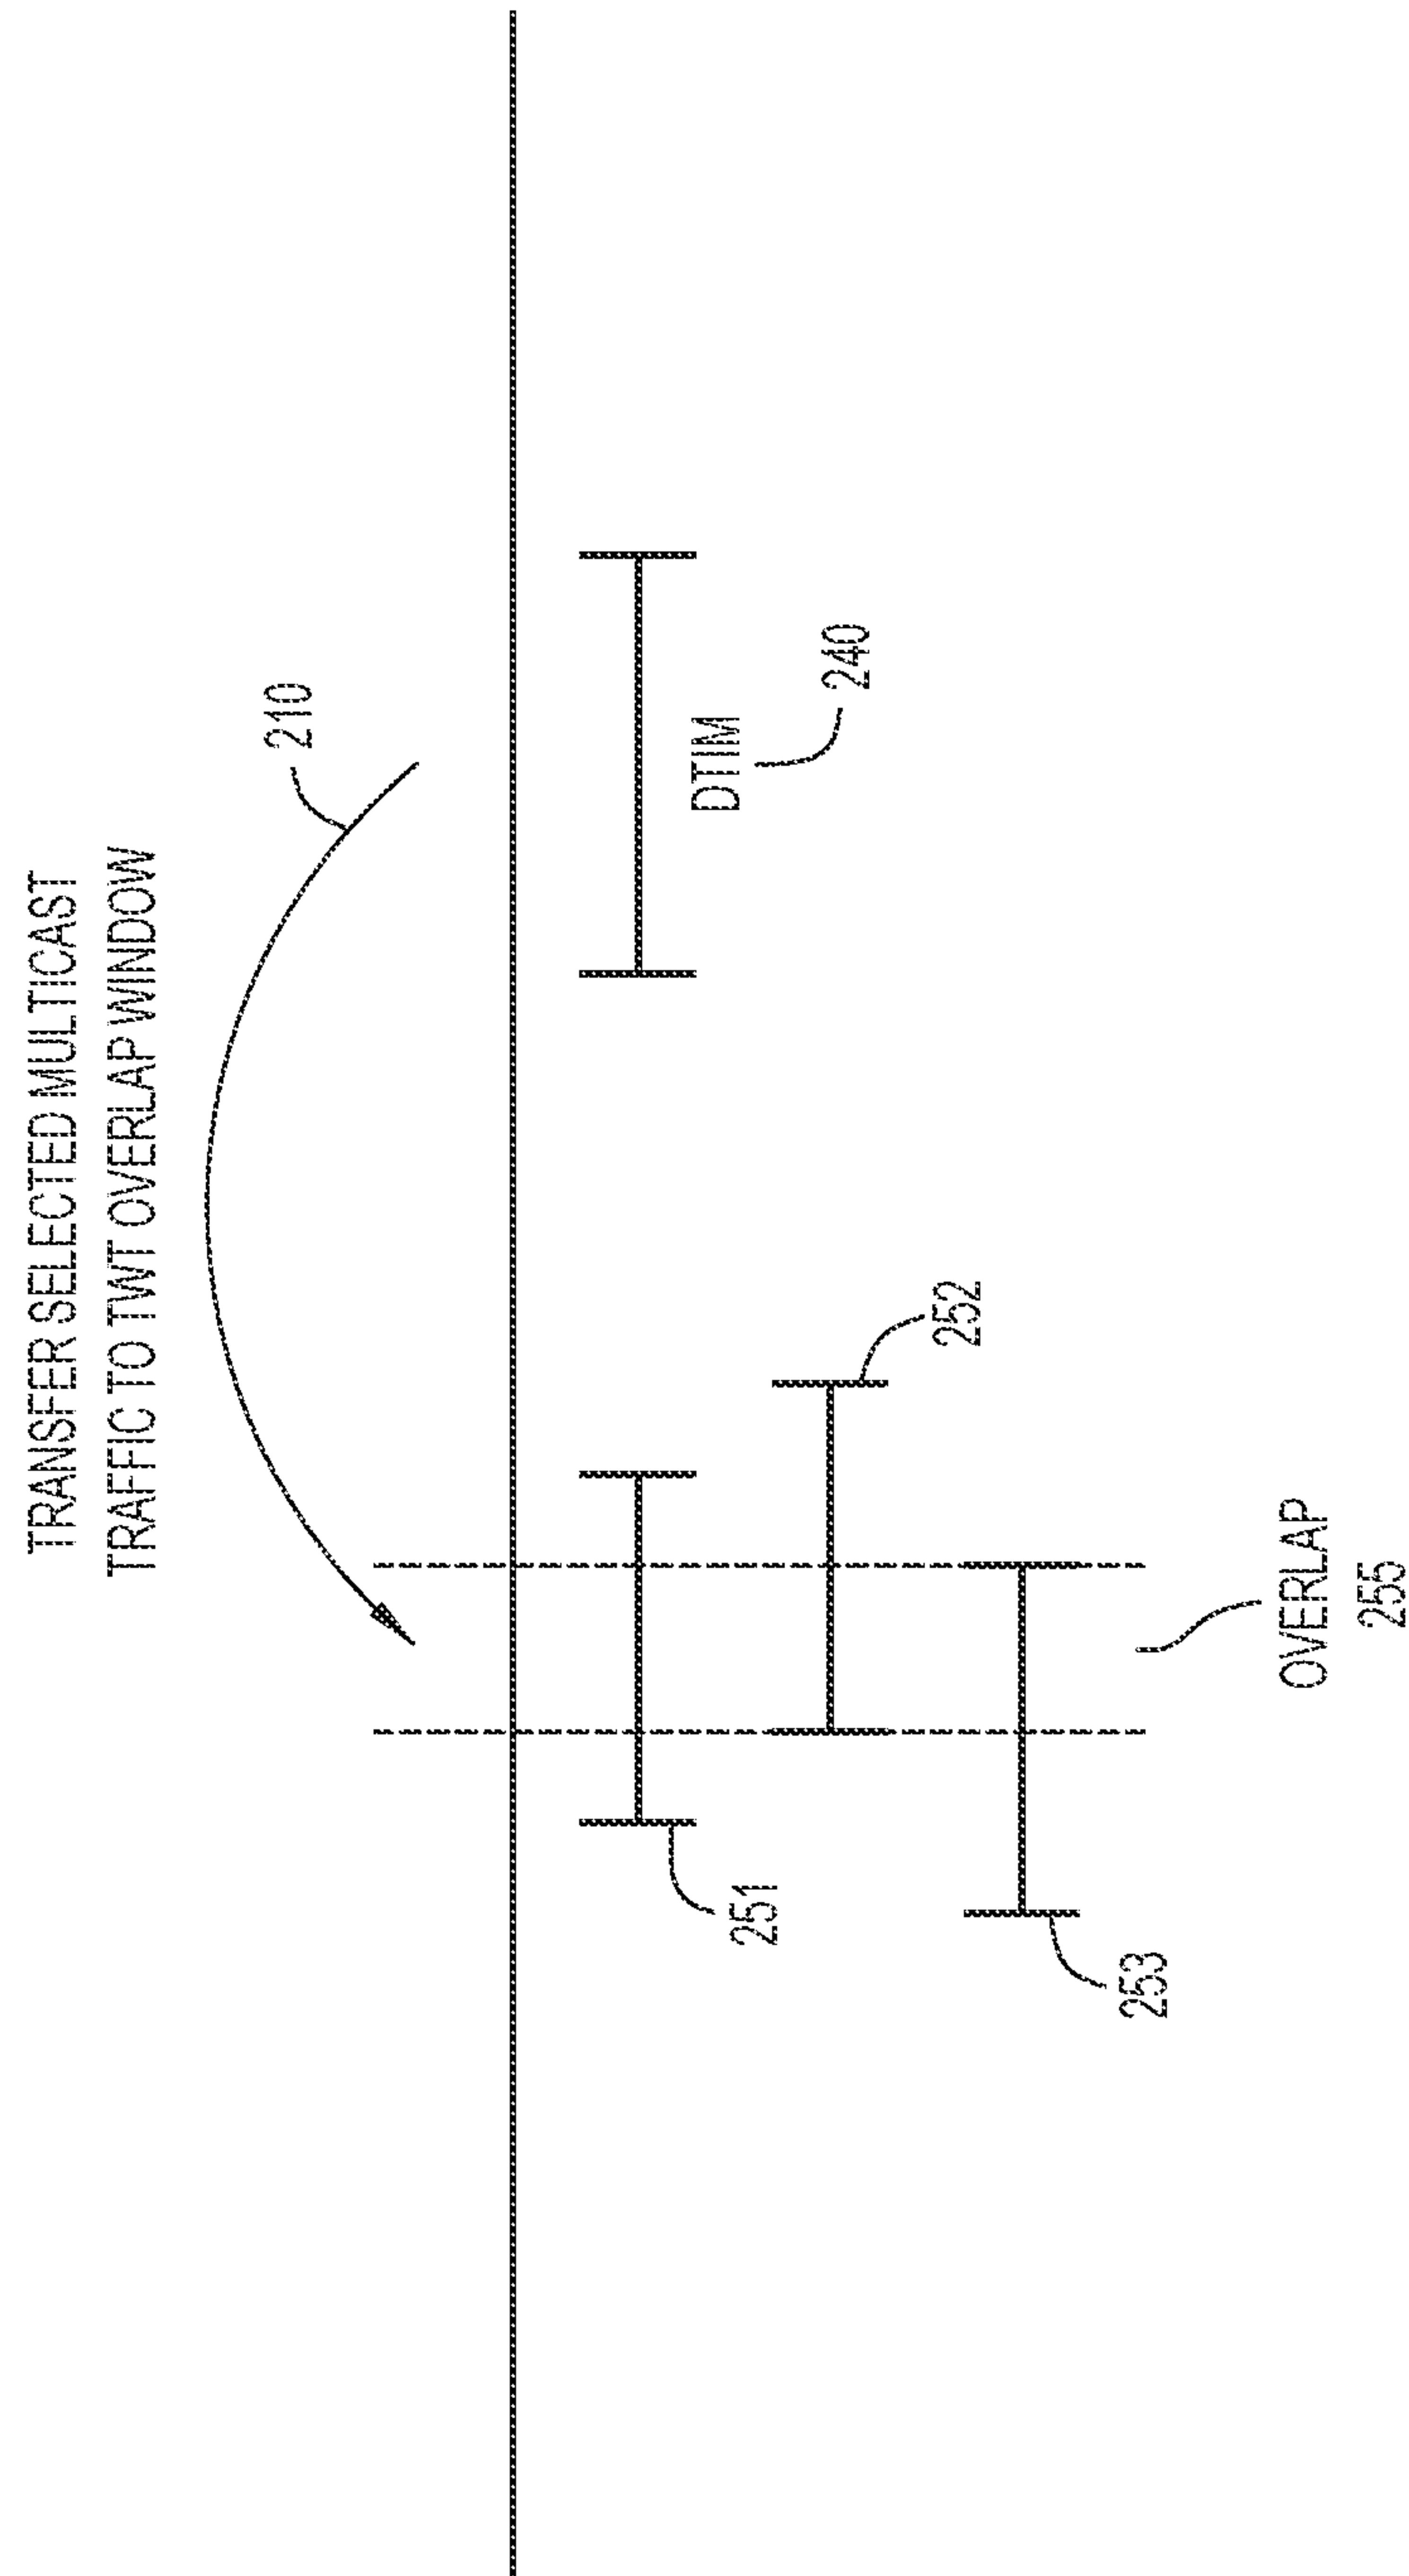 TRANSFER SELECTED MULTICAST
TRAFFIC TO TWT OVERLAP WINDOW
210
DTIM
240
252
251
253
OVERLAP
255